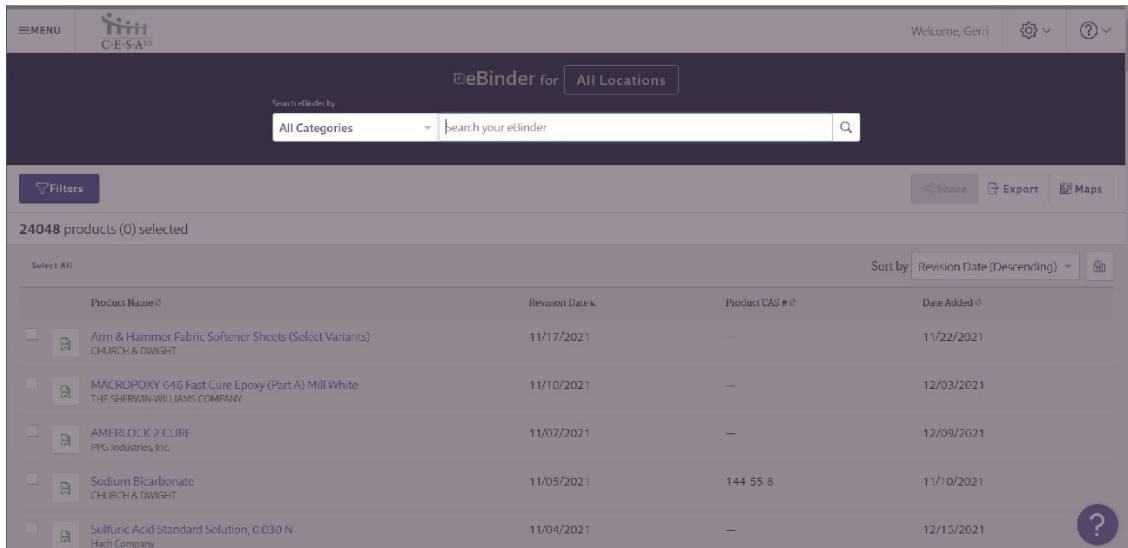 MENU
C·E·S·A 10
Welcome, Gerri
eBinder for All Locations
Search eBinder by
All Categories
Search your eBinder
Filters
Share
Export
Maps
24048 products (0) selected
Select All
Sort by Revision Date (Descending)
Product Name Revision Date Product CAS # Date Added
Arm & Hammer Fabric Softener Sheets (Select Variants) 11/17/2021 — 11/22/2021
CHURCH & DWIGHT
MACROPOXY 646 Fast Cure Epoxy (Part A) Mill White 11/10/2021 — 12/03/2021
THE SHERWIN-WILLIAMS COMPANY
AMERLOCK 2 CURE 11/07/2021 — 12/09/2021
PPG Industries, Inc.
Sodium Bicarbonate 11/05/2021 144-55-8 11/10/2021
CHURCH & DWIGHT
Sulfuric Acid Standard Solution, 0.030 N 11/04/2021 — 12/15/2021
Hach Company